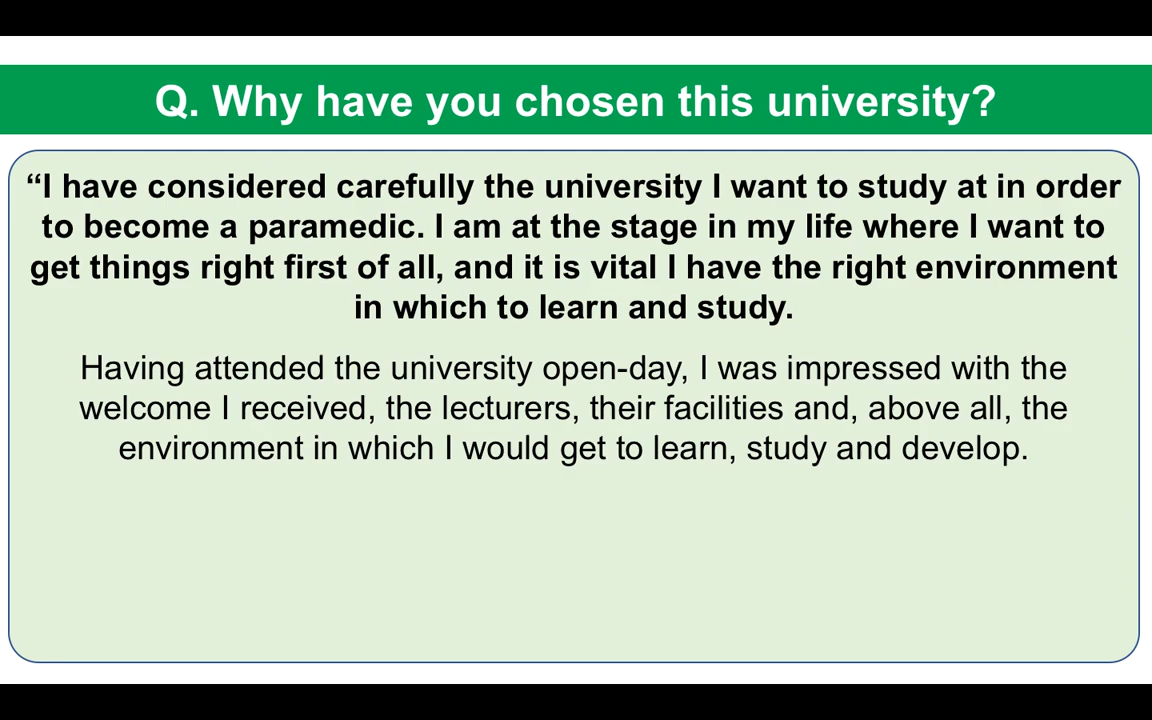 Q. Why have you chosen this university?
“I have considered carefully the university I want to study at in order
to become a paramedic. I am at the stage in my life where I want to
get things right first of all, and it is vital I have the right environment
in which to learn and study.
Having attended the university open-day, I was impressed with the
welcome I received, the lecturers, their facilities and, above all, the
environment in which I would get to learn, study and develop.